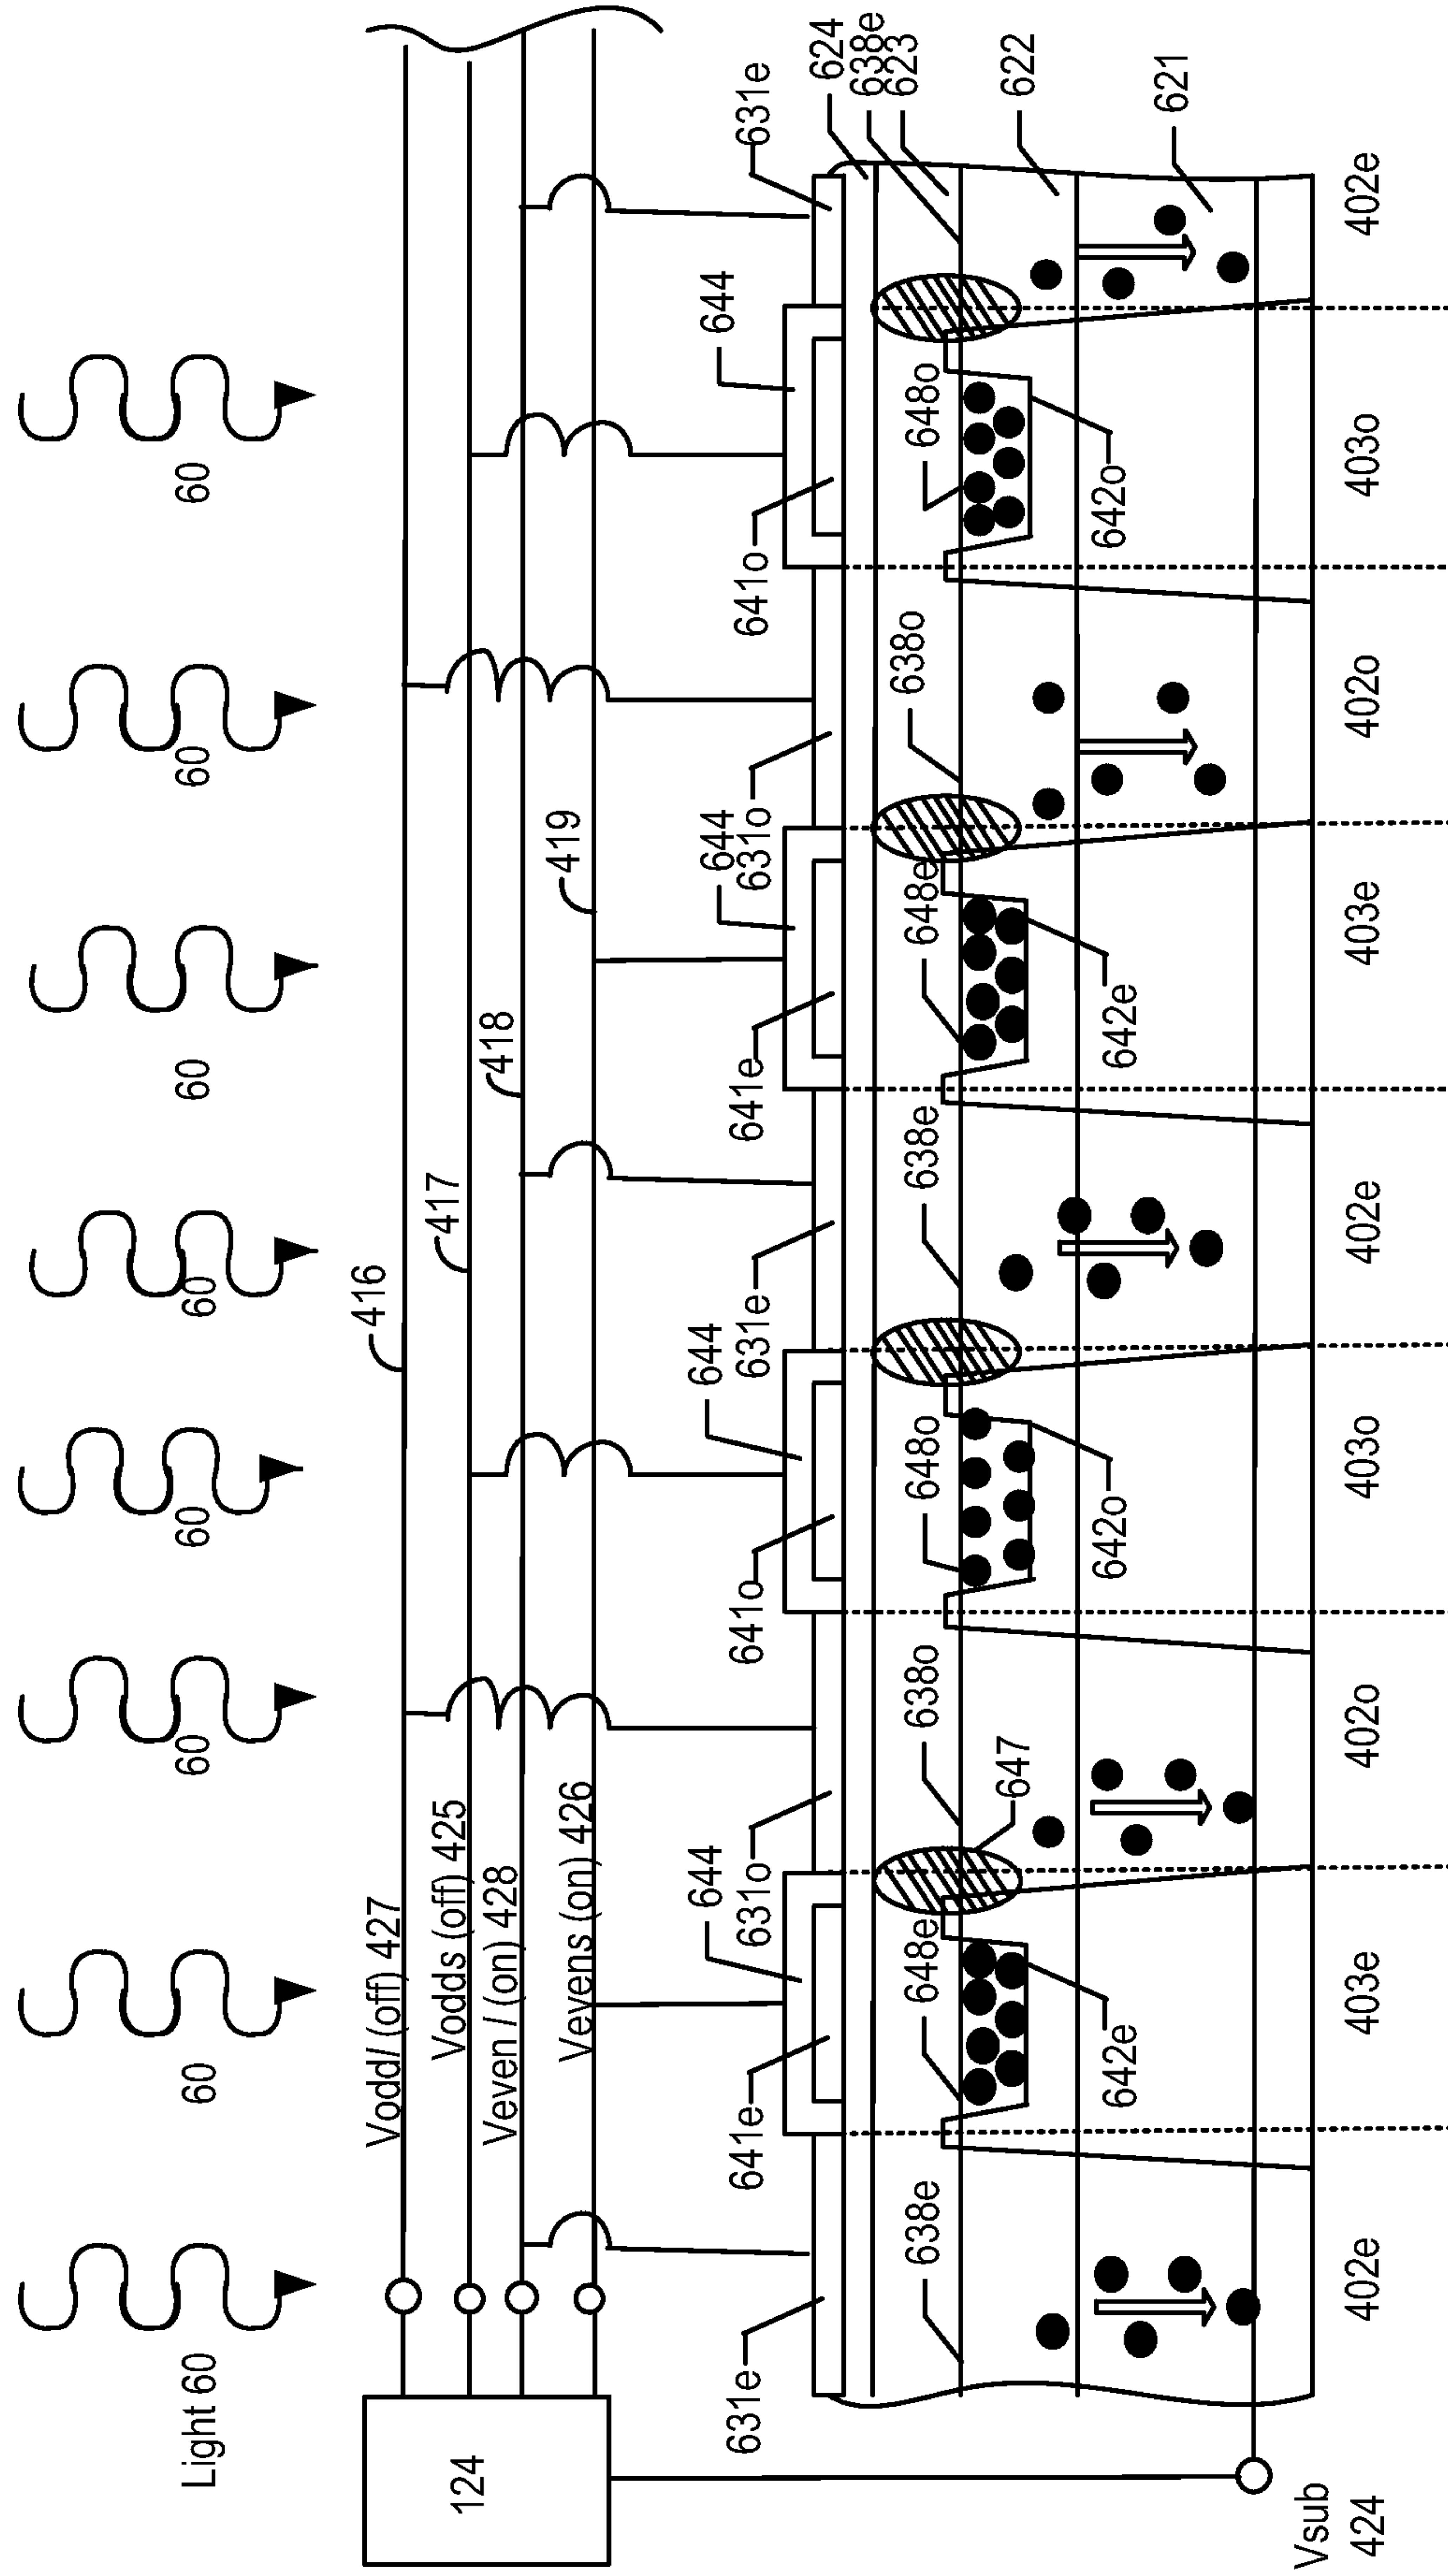 Light 60
60
60
60
60
60
60
60
Vodd/ (off) 427
416
Vodds (off) 425
417
124
Veven / (on) 428
418
Vevens (on) 426
419
644
644
644
644
631e
641e
631o
641o
631e
641e
631o
641o
631e
624
638e
623
638e
648e
638o
648o
638e
648e
638o
648o
647
622
642e
642o
642e
642o
621
Vsub
424
402e
403e
402o
403o
402e
403e
402o
403o
402e